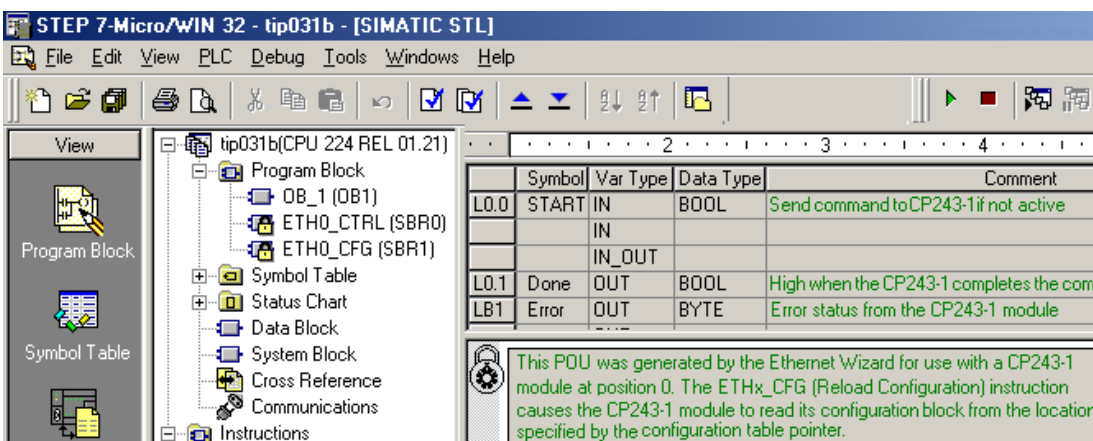 STEP 7-Micro/WIN 32 - tip031b - [SIMATIC STL]
File Edit View PLC Debug Tools Windows Help
View
Program Block
Symbol Table
tip031b(CPU 224 REL 01.21)
Program Block
OB_1 (OB1)
ETH0_CTRL (SBR0)
ETH0_CFG (SBR1)
Symbol Table
Status Chart
Data Block
System Block
Cross Reference
Communications
Instructions
2 3 4
Symbol Var Type Data Type Comment
L0.0 START IN BOOL Send command to CP243-1 if not active
IN
IN_OUT
L0.1 Done OUT BOOL High when the CP243-1 completes the com
LB1 Error OUT BYTE Error status from the CP243-1 module
This POU was generated by the Ethernet Wizard for use with a CP243-1
module at position 0. The ETHx_CFG (Reload Configuration) instruction
causes the CP243-1 module to read its configuration block from the location
specified by the configuration table pointer.